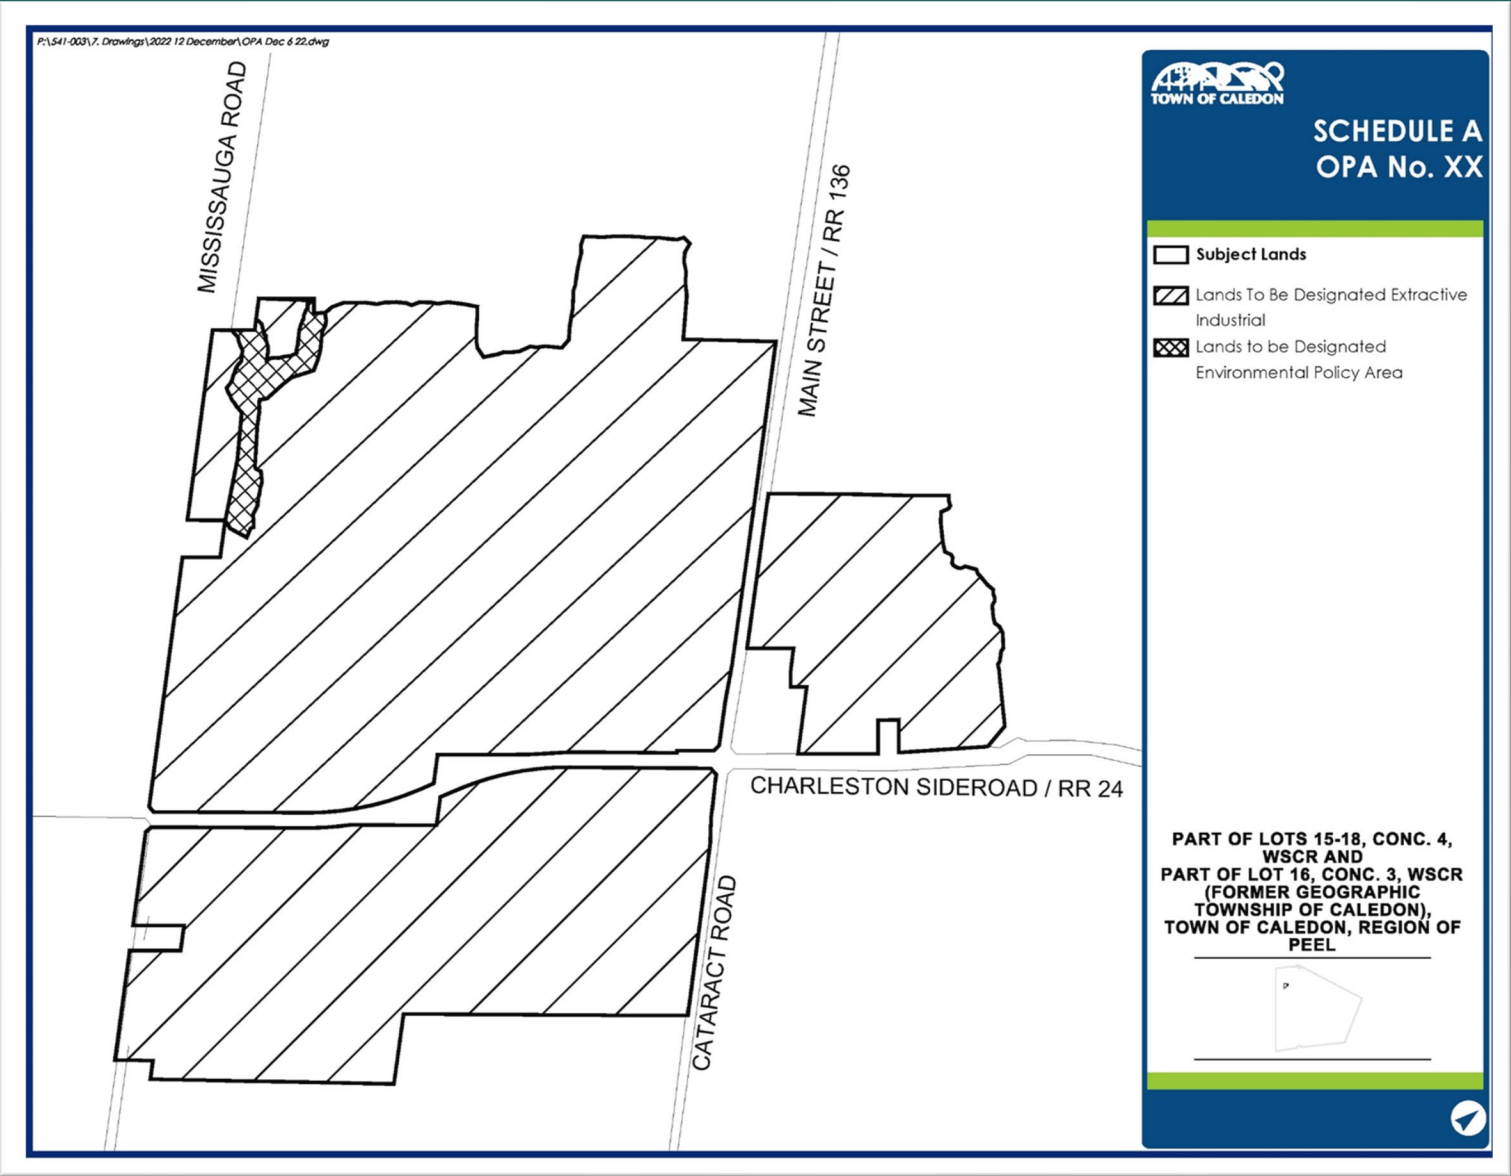 P:\541-003\7. Drawings\2022 12 December\OPA Dec 6 22.dwg
MISSISSAUGA ROAD
MAIN STREET / RR 136
CHARLESTON SIDEROAD / RR 24
CATARACT ROAD
TOWN OF CALEDON
SCHEDULE A
OPA No. XX
Subject Lands
Lands To Be Designated Extractive
Industrial
Lands to be Designated
Environmental Policy Area
PART OF LOTS 15-18, CONC. 4,
WSCR AND
PART OF LOT 16, CONC. 3, WSCR
(FORMER GEOGRAPHIC
TOWNSHIP OF CALEDON),
TOWN OF CALEDON, REGION OF
PEEL